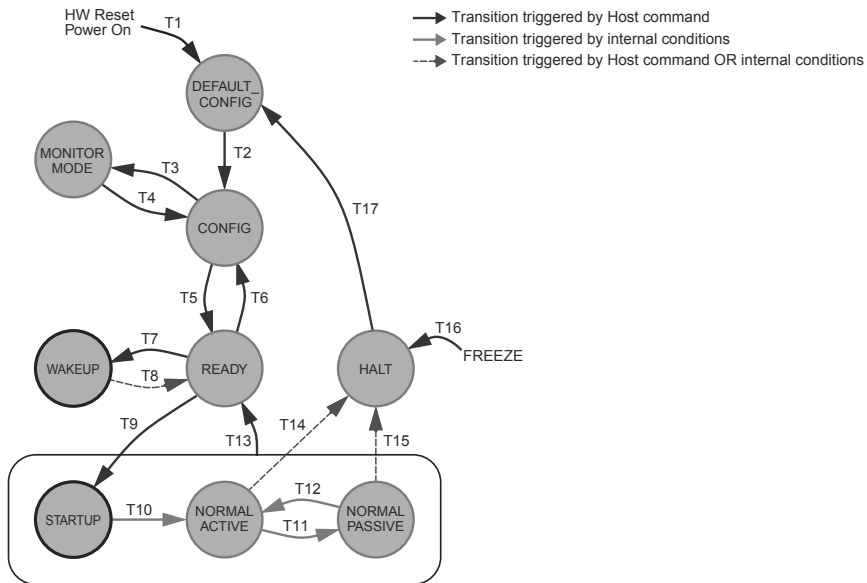 HW Reset
Power On
T1
Transition triggered by Host command
Transition triggered by internal conditions
Transition triggered by Host command OR internal conditions
DEFAULT_
CONFIG
T2
MONITOR
MODE
T3
T4
CONFIG
T17
T5
T6
T16
FREEZE
T7
WAKEUP
T8
READY
HALT
T9
T13
T14
T15
STARTUP
T10
NORMAL
ACTIVE
T12
T11
NORMAL
PASSIVE